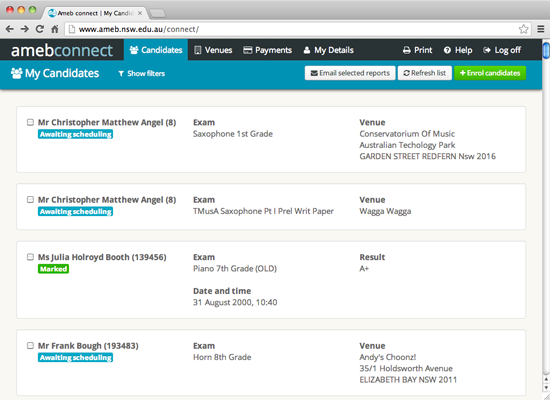 Ameb connect | My Candid
www.ameb.nsw.edu.au/connect/
amebconnect Candidates Venues Payments My Details Print Help Log off
My Candidates Show filters Email selected reports Refresh list Enrol candidates
Mr Christopher Matthew Angel (8) Exam Venue
Awaiting scheduling Saxophone 1st Grade Conservatorium Of Music
Australian Techology Park
GARDEN STREET REDFERN Nsw 2016
Mr Christopher Matthew Angel (8) Exam Venue
Awaiting scheduling TMusA Saxophone Pt I Prel Writ Paper Wagga Wagga
Ms Julia Holroyd Booth (139456) Exam Result
Marked Piano 7th Grade (OLD) A+
Date and time
31 August 2000, 10:40
Mr Frank Bough (193483) Exam Venue
Awaiting scheduling Horn 8th Grade Andy's Choonz!
35/1 Holdsworth Avenue
ELIZABETH BAY NSW 2011